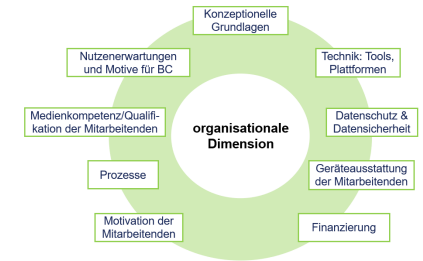 Konzeptionelle
Grundlagen
Nutzenerwartungen
und Motive für BC
Technik: Tools,
Plattformen
Medienkompetenz/Qualifi-
kation der Mitarbeitenden
organisationale
Dimension
Datenschutz &
Datensicherheit
Prozesse
Geräteausstattung
der Mitarbeitenden
Motivation der
Mitarbeitenden
Finanzierung